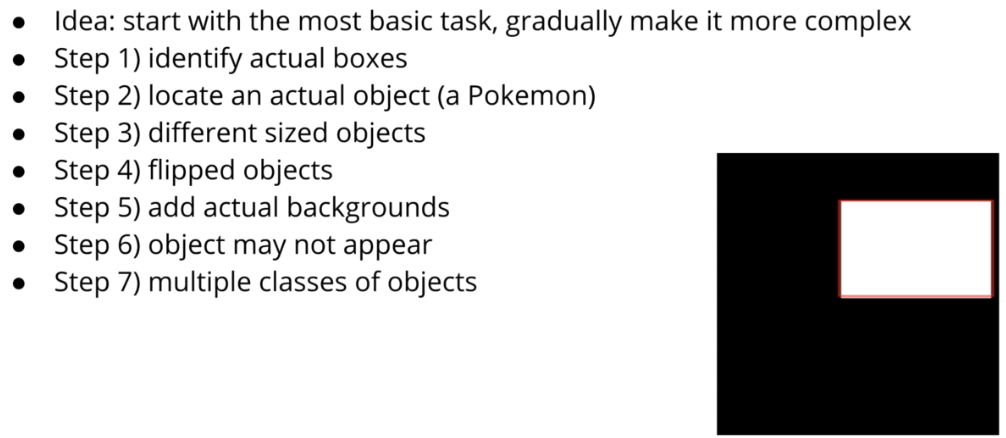 ● Idea: start with the most basic task, gradually make it more complex
● Step 1) identify actual boxes
● Step 2) locate an actual object (a Pokemon)
● Step 3) different sized objects
● Step 4) flipped objects
● Step 5) add actual backgrounds
● Step 6) object may not appear
● Step 7) multiple classes of objects